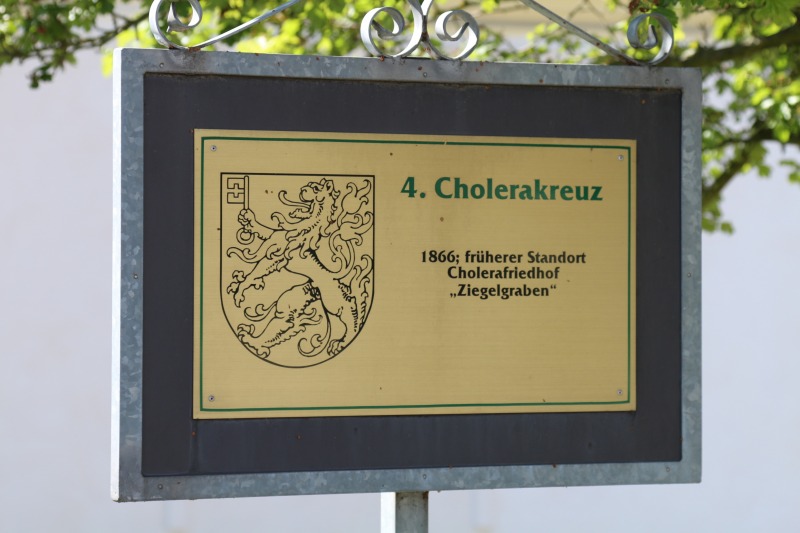 4. Cholerakreuz
1866; früherer Standort
Cholerafriedhof
„Ziegelgraben“